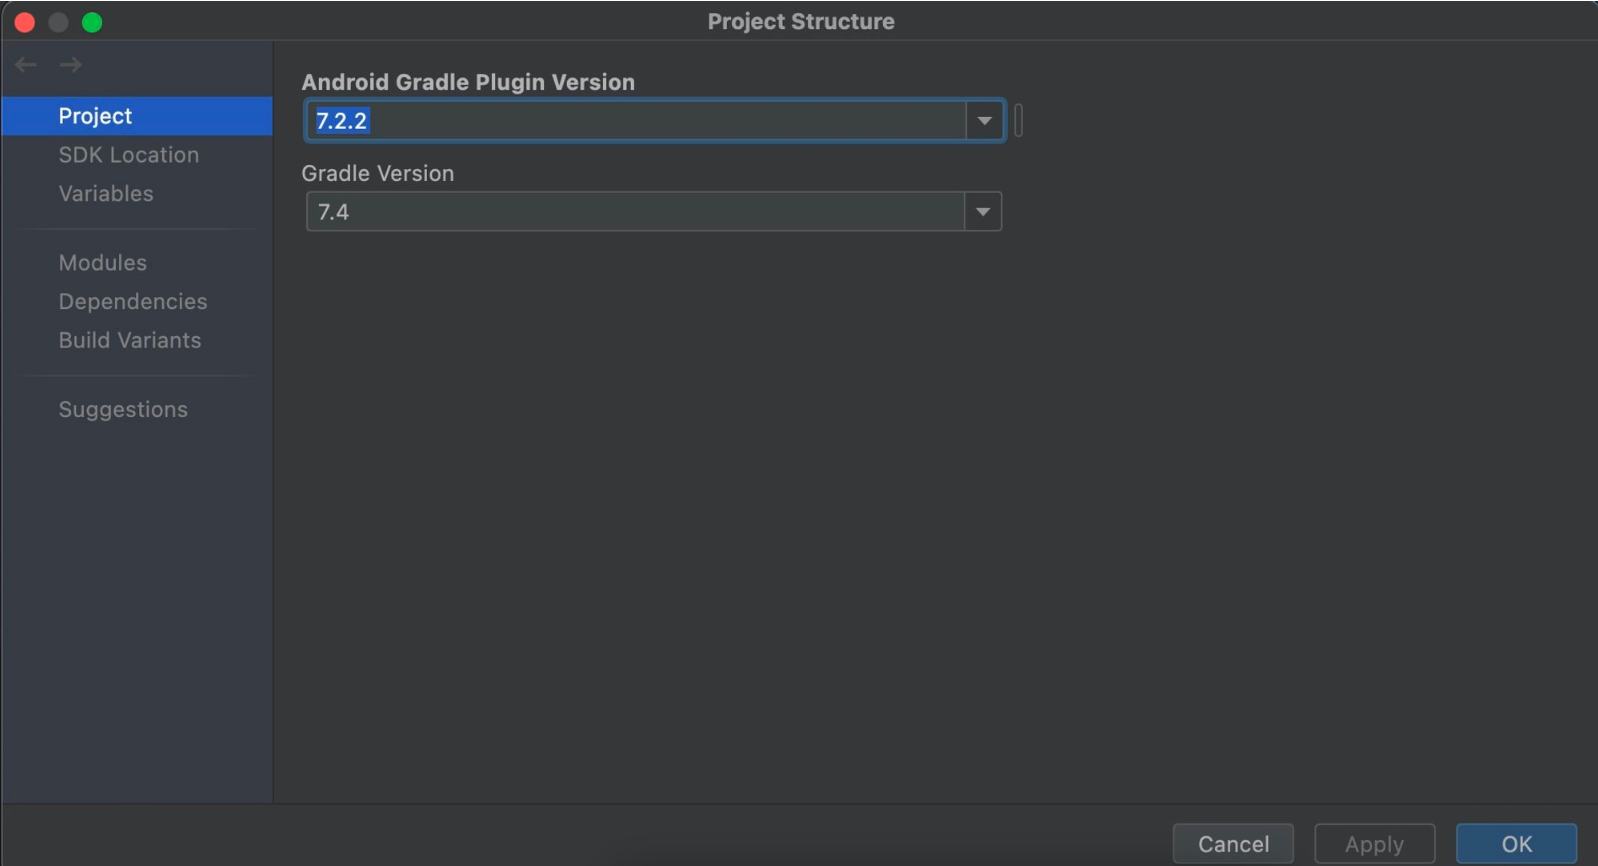 Project Structure
Project
SDK Location
Variables
Modules
Dependencies
Build Variants
Suggestions
Android Gradle Plugin Version
7.2.2
Gradle Version
7.4
Cancel
Apply
OK